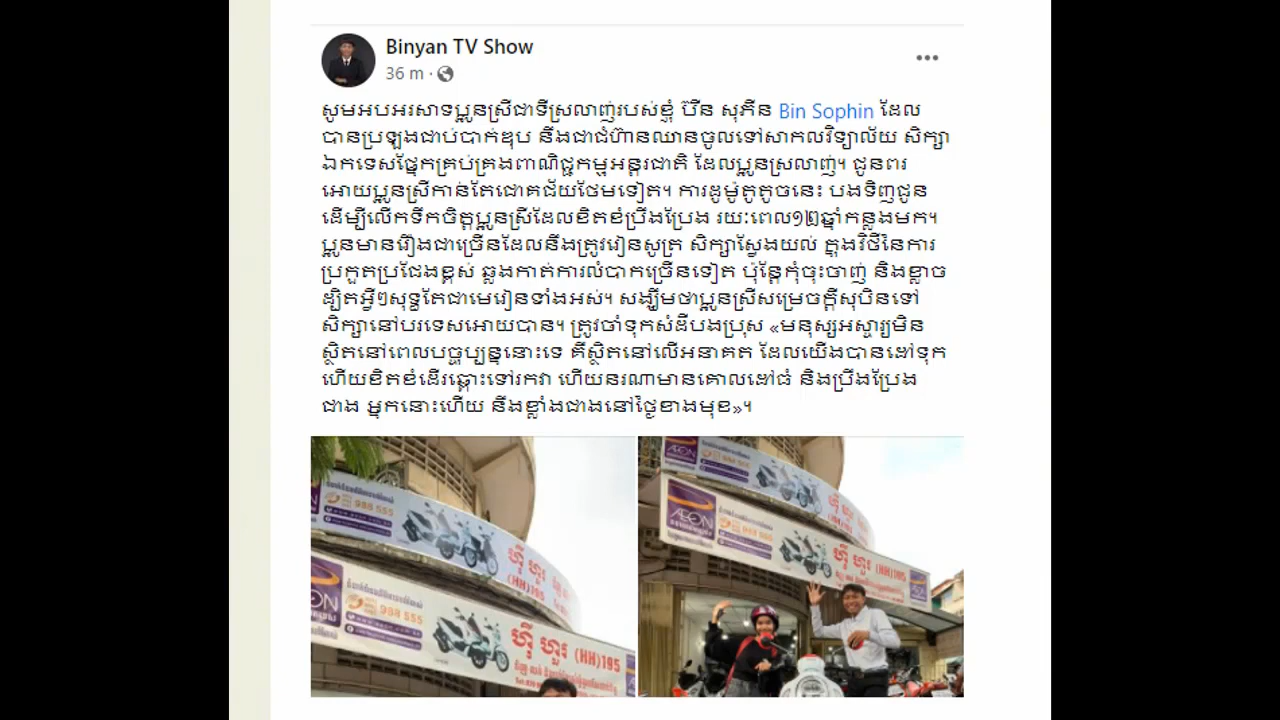 Binyan TV Show
36 m
សូមអបអរសាទប្អូនស្រីជាទីស្រលាញ់របស់ខ្ញុំ ប៊ីន សុភីន Bin Sophin ដែល
បានប្រឡងជាប់បាក់ឌុប នឹងជាជំហ៊ានឈានចូលទៅសាកលវិទ្យាល័យ សិក្សា
ឯកទេសផ្នែកគ្រប់គ្រងពាណិជ្ជកម្មអន្តរជាតិ ដែលប្អូនស្រលាញ់។ ជូនពរ
អោយប្អូនស្រីកាន់តែជោគជ័យថែមទៀត។ ការដូម៉ូតូតូចនេះ បងទិញជូន
ដើម្បីលើកទឹកចិត្តប្អូនស្រីដែលខិតខំប្រឹងប្រែង រយៈពេល១២ឆ្នាំកន្លងមក។
ប្អូនមានរឿងជាច្រើនដែលនឹងត្រូវរៀនសូត្រ សិក្សាស្វែងយល់ ក្នុងវិថីនៃការ
ប្រកួតប្រជែងខ្ពស់ ឆ្លងកាត់ការលំបាកច្រើនទៀត ប៉ុន្តែកុំចុះចាញ់ និងខ្លាច
ដ្បិតអ្វីៗសុទ្ធតែជាមេរៀនទាំងអស់។ សង្ឃឹមថាប្អូនស្រីសម្រេចក្តីសុបិនទៅ
សិក្សានៅបរទេសអោយបាន។ ត្រូវចាំទុកសំដីបងប្រុស «មនុស្សអស្ចារ្យមិន
ស្ថិតនៅពេលបច្ចុប្បន្ននោះទេ គឺស្ថិតនៅលើអនាគត ដែលយើងបានដៅទុក
ហើយខិតខំដើរឆ្ពោះទៅរកវា ហើយនរណាមានគោលដៅធំ និងប្រឹងប្រែង
ជាង អ្នកនោះហើយ នឹងខ្លាំងជាងនៅថ្ងៃខាងមុខ»។
988 555
ហ៊ី ហួរ
(HH)195
988 555
ហ៊ី ហួរ (HH)195
AEON
AEON
ហ៊ី ហួរ (HH)195